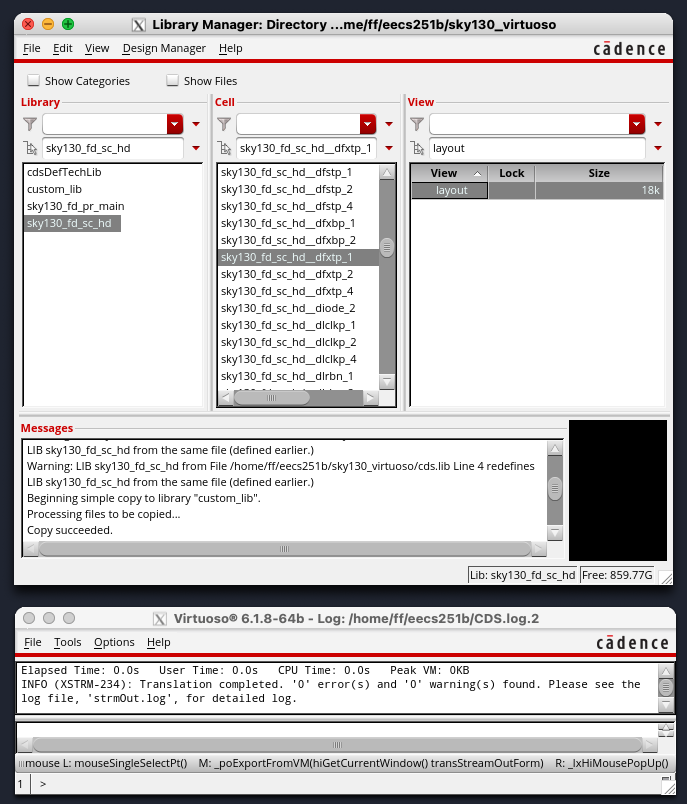 Library Manager: Directory ...me/ff/eecs251b/sky130_virtuoso
File Edit View Design Manager Help
cādence
Show Categories Show Files
Library
sky130_fd_sc_hd
cdsDefTechLib
custom_lib
sky130_fd_pr_main
sky130_fd_sc_hd
Cell
sky130_fd_sc_hd__dfxtp_1
sky130_fd_sc_hd__dfstp_1
sky130_fd_sc_hd__dfstp_2
sky130_fd_sc_hd__dfstp_4
sky130_fd_sc_hd__dfxbp_1
sky130_fd_sc_hd__dfxbp_2
sky130_fd_sc_hd__dfxtp_1
sky130_fd_sc_hd__dfxtp_2
sky130_fd_sc_hd__dfxtp_4
sky130_fd_sc_hd__diode_2
sky130_fd_sc_hd__dlclkp_1
sky130_fd_sc_hd__dlclkp_2
sky130_fd_sc_hd__dlclkp_4
sky130_fd_sc_hd__dlrbn_1
View
layout
View Lock Size
layout 18k
Messages
LIB sky130_fd_sc_hd from the same file (defined earlier.)
Warning: LIB sky130_fd_sc_hd from File /home/ff/eecs251b/sky130_virtuoso/cds.lib Line 4 redefines
LIB sky130_fd_sc_hd from the same file (defined earlier.)
Beginning simple copy to library "custom_lib".
Processing files to be copied...
Copy succeeded.
Lib: sky130_fd_sc_hd Free: 859.77G
Virtuoso® 6.1.8-64b - Log: /home/ff/eecs251b/CDS.log.2
File Tools Options Help
cādence
Elapsed Time: 0.0s User Time: 0.0s CPU Time: 0.0s Peak VM: 0KB
INFO (XSTRM-234): Translation completed. '0' error(s) and '0' warning(s) found. Please see the
log file, 'strmOut.log', for detailed log.
mouse L: mouseSingleSelectPt() M: _poExportFromVM(hiGetCurrentWindow() transStreamOutForm) R: _lxHiMousePopUp()
1 >